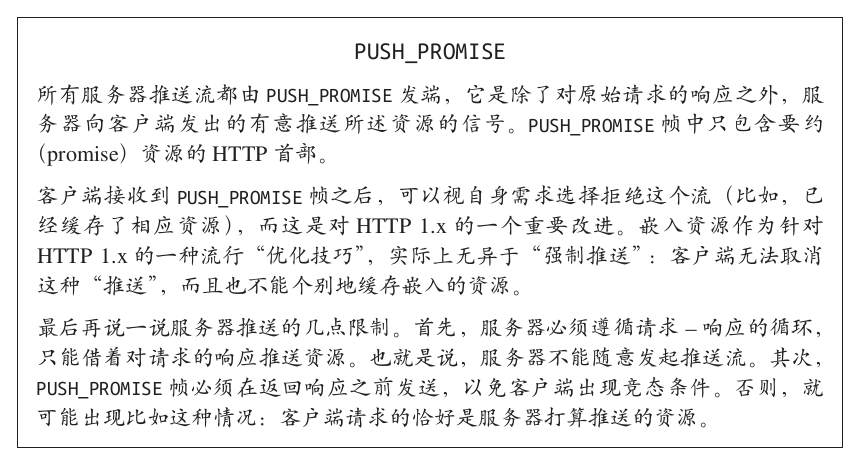 PUSH_PROMISE
所有服务器推送流都由 PUSH_PROMISE 发端，它是除了对原始请求的响应之外，服
务器向客户端发出的有意推送所述资源的信号。PUSH_PROMISE 帧中只包含要约
（promise）资源的 HTTP 首部。
客户端接收到 PUSH_PROMISE 帧之后，可以视自身需求选择拒绝这个流（比如，已
经缓存了相应资源），而这是对 HTTP 1.x 的一个重要改进。嵌入资源作为针对
HTTP 1.x 的一种流行“优化技巧”，实际上无异于“强制推送”：客户端无法取消
这种“推送”，而且也不能个别地缓存嵌入的资源。
最后再说一说服务器推送的几点限制。首先，服务器必须遵循请求 – 响应的循环，
只能借着对请求的响应推送资源。也就是说，服务器不能随意发起推送流。其次，
PUSH_PROMISE 帧必须在返回响应之前发送，以免客户端出现竞态条件。否则，就
可能出现比如这种情况：客户端请求的恰好是服务器打算推送的资源。